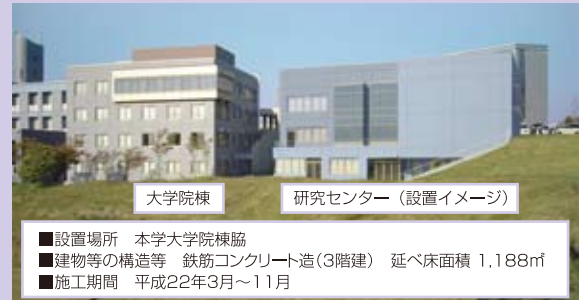 大学院棟
研究センター（設置イメージ）
■設置場所　本学大学院棟脇
■建物等の構造等　鉄筋コンクリート造（3階建）　延べ床面積 1,188㎡
■施工期間　平成22年3月～11月